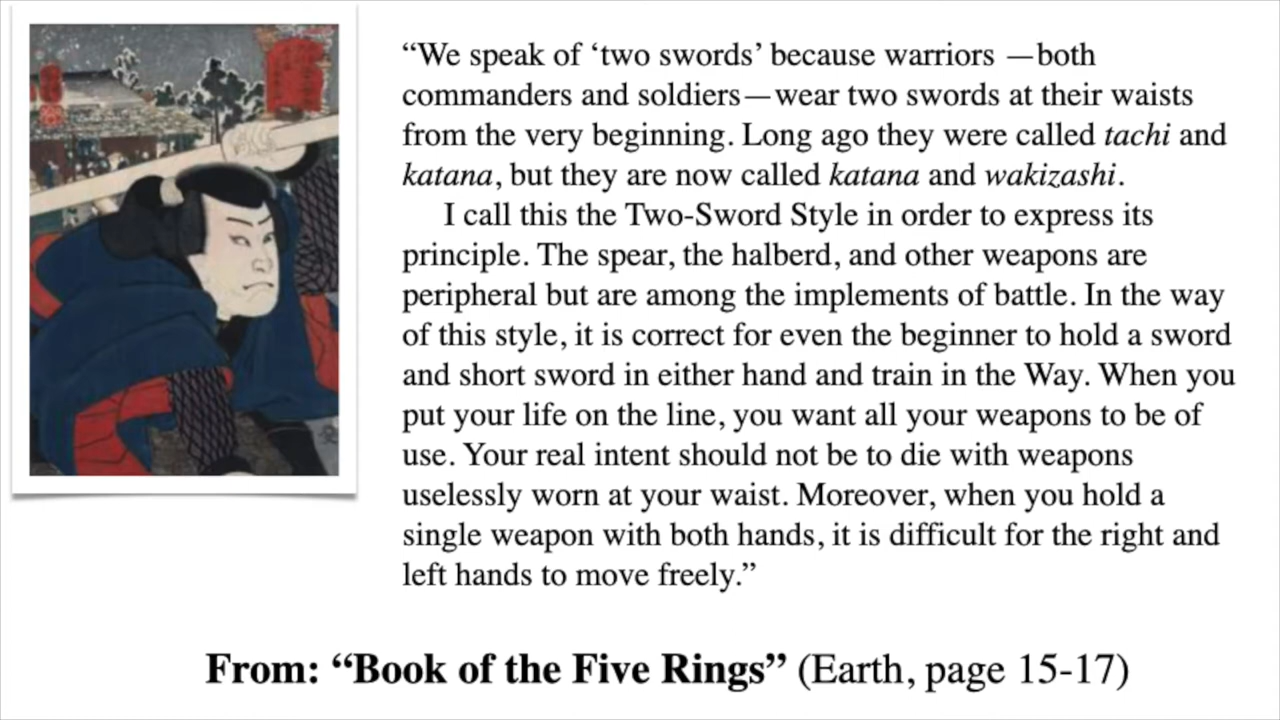 “We speak of ‘two swords’ because warriors —both
commanders and soldiers—wear two swords at their waists
from the very beginning. Long ago they were called tachi and
katana, but they are now called katana and wakizashi.
I call this the Two-Sword Style in order to express its
principle. The spear, the halberd, and other weapons are
peripheral but are among the implements of battle. In the way
of this style, it is correct for even the beginner to hold a sword
and short sword in either hand and train in the Way. When you
put your life on the line, you want all your weapons to be of
use. Your real intent should not be to die with weapons
uselessly worn at your waist. Moreover, when you hold a
single weapon with both hands, it is difficult for the right and
left hands to move freely.”
From: “Book of the Five Rings” (Earth, page 15-17)